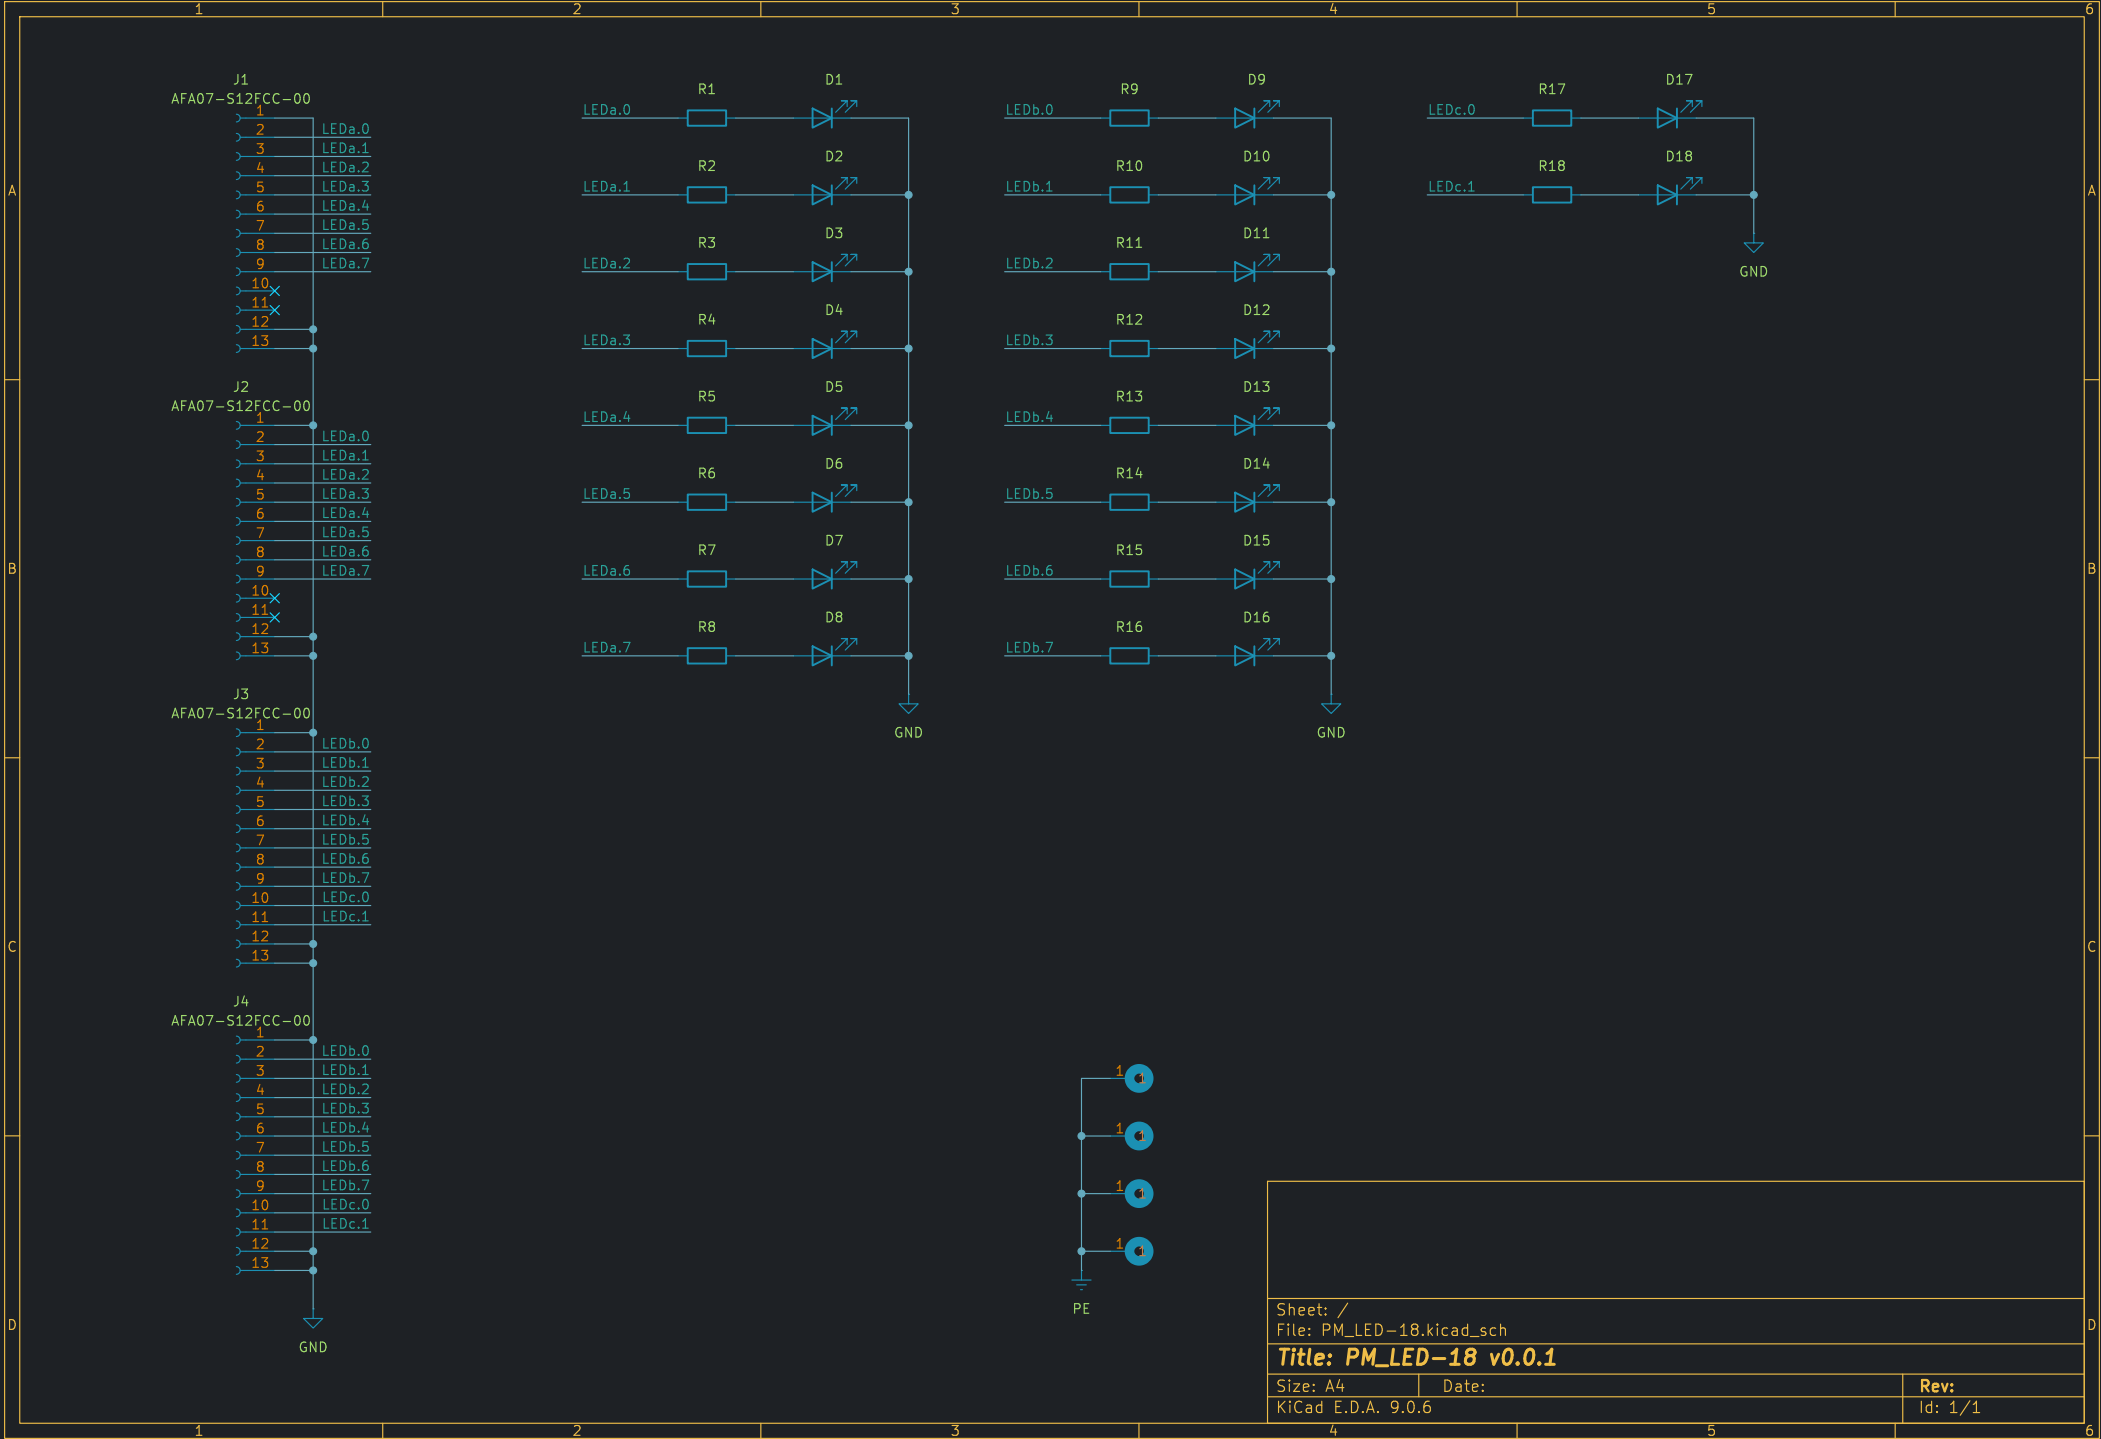 1 2 3 4 5 6
J1
AFA07-S12FCC-00
1
2 LEDa.0
3 LEDa.1
4 LEDa.2
5 LEDa.3
6 LEDa.4
7 LEDa.5
8 LEDa.6
9 LEDa.7
10
11
12
13
J2
AFA07-S12FCC-00
1
2 LEDa.0
3 LEDa.1
4 LEDa.2
5 LEDa.3
6 LEDa.4
7 LEDa.5
8 LEDa.6
9 LEDa.7
10
11
12
13
J3
AFA07-S12FCC-00
1
2 LEDb.0
3 LEDb.1
4 LEDb.2
5 LEDb.3
6 LEDb.4
7 LEDb.5
8 LEDb.6
9 LEDb.7
10 LEDc.0
11 LEDc.1
12
13
J4
AFA07-S12FCC-00
1
2 LEDb.0
3 LEDb.1
4 LEDb.2
5 LEDb.3
6 LEDb.4
7 LEDb.5
8 LEDb.6
9 LEDb.7
10 LEDc.0
11 LEDc.1
12
13
GND
LEDa.0 R1 D1
LEDa.1 R2 D2
LEDa.2 R3 D3
LEDa.3 R4 D4
LEDa.4 R5 D5
LEDa.5 R6 D6
LEDa.6 R7 D7
LEDa.7 R8 D8
GND
LEDb.0 R9 D9
LEDb.1 R10 D10
LEDb.2 R11 D11
LEDb.3 R12 D12
LEDb.4 R13 D13
LEDb.5 R14 D14
LEDb.6 R15 D15
LEDb.7 R16 D16
GND
LEDc.0 R17 D17
LEDc.1 R18 D18
GND
1 1
1 1
1 1
1 1
PE
A A
B B
C C
D D
Sheet: /
File: PM_LED-18.kicad_sch
Title: PM_LED-18 v0.0.1
Size: A4 Date: Rev:
KiCad E.D.A. 9.0.6 Id: 1/1
1 2 3 4 5 6